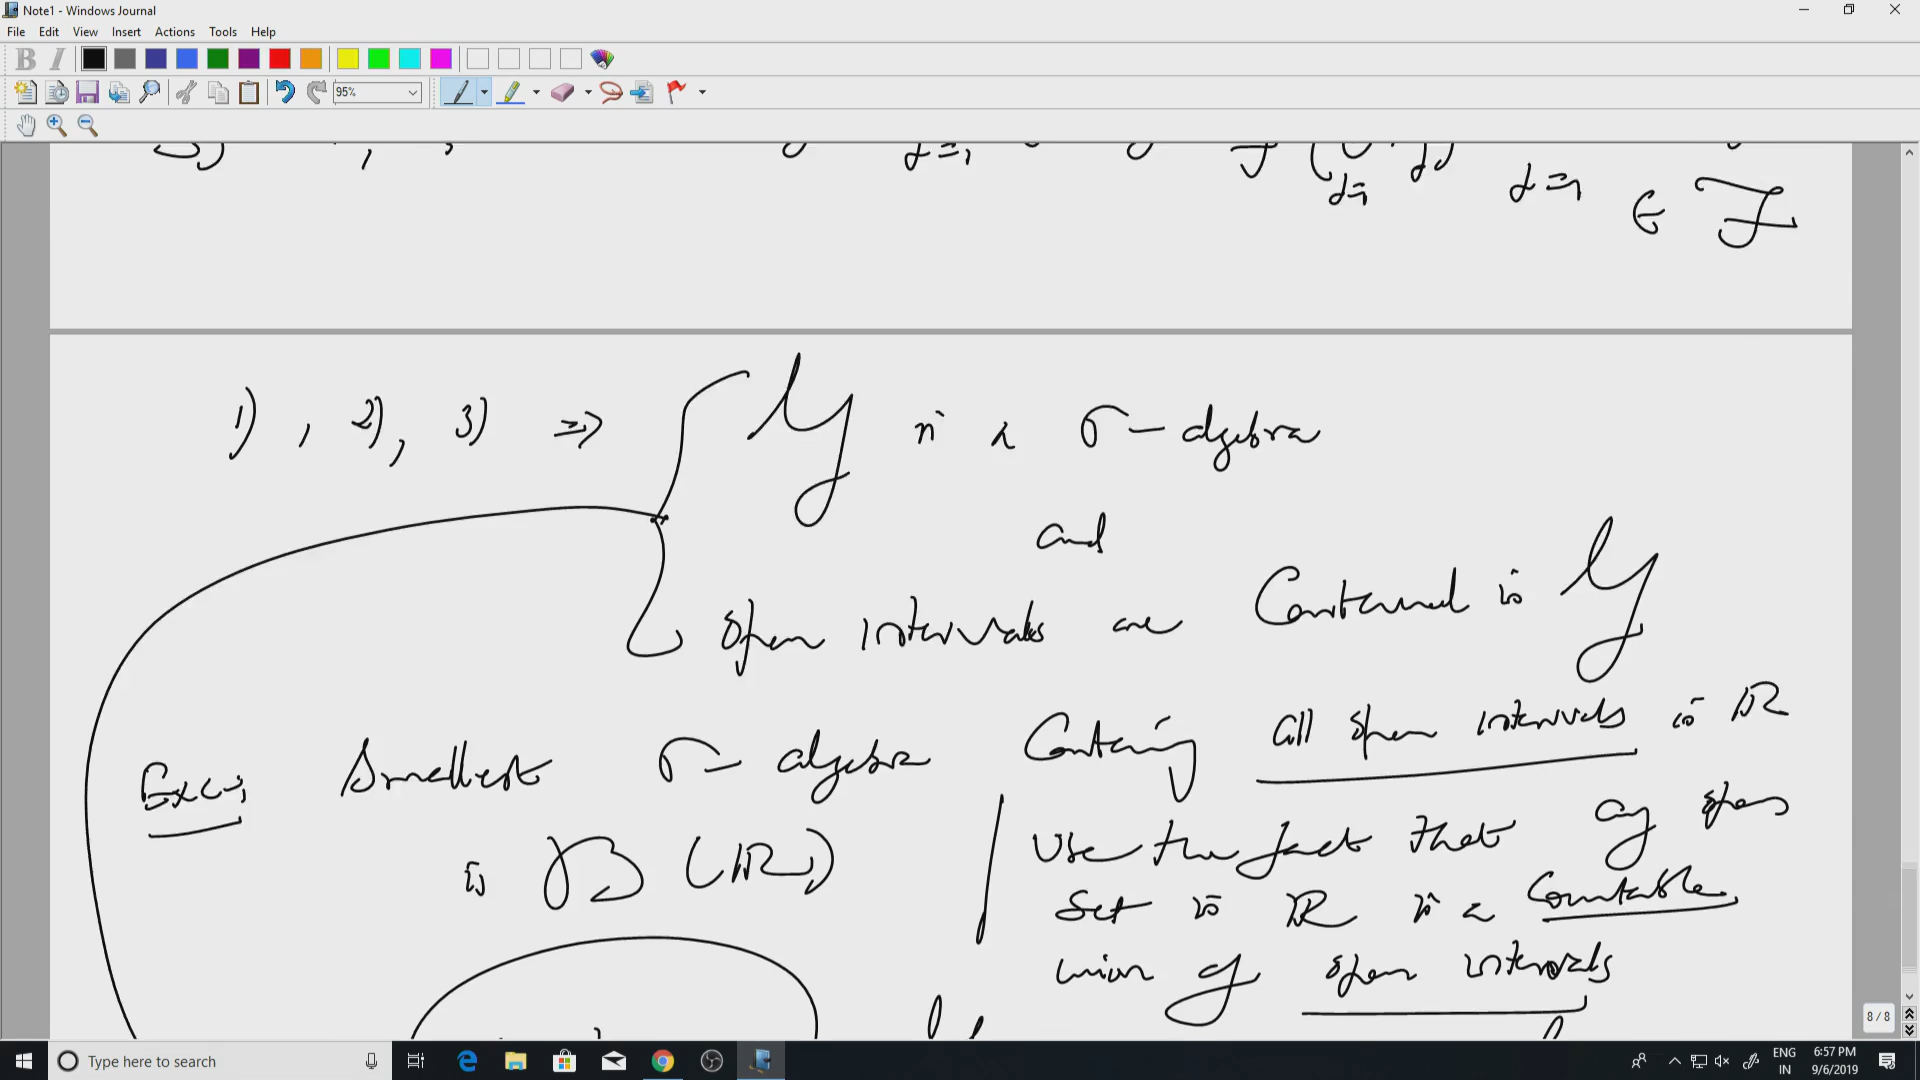 Note1 - Windows Journal
File Edit View Insert Actions Tools Help
95%
∈ F
1), 2), 3) ⇒ y is a σ-algebra
and
open intervals are Contained in y
Exc: Smallest σ-algebra Containing all open intervals in ℝ
is B(ℝ)
Use the fact that any open
Set in ℝ is a Countable
union of open intervals
8 / 8
Type here to search
ENG
IN
6:57 PM
9/6/2019